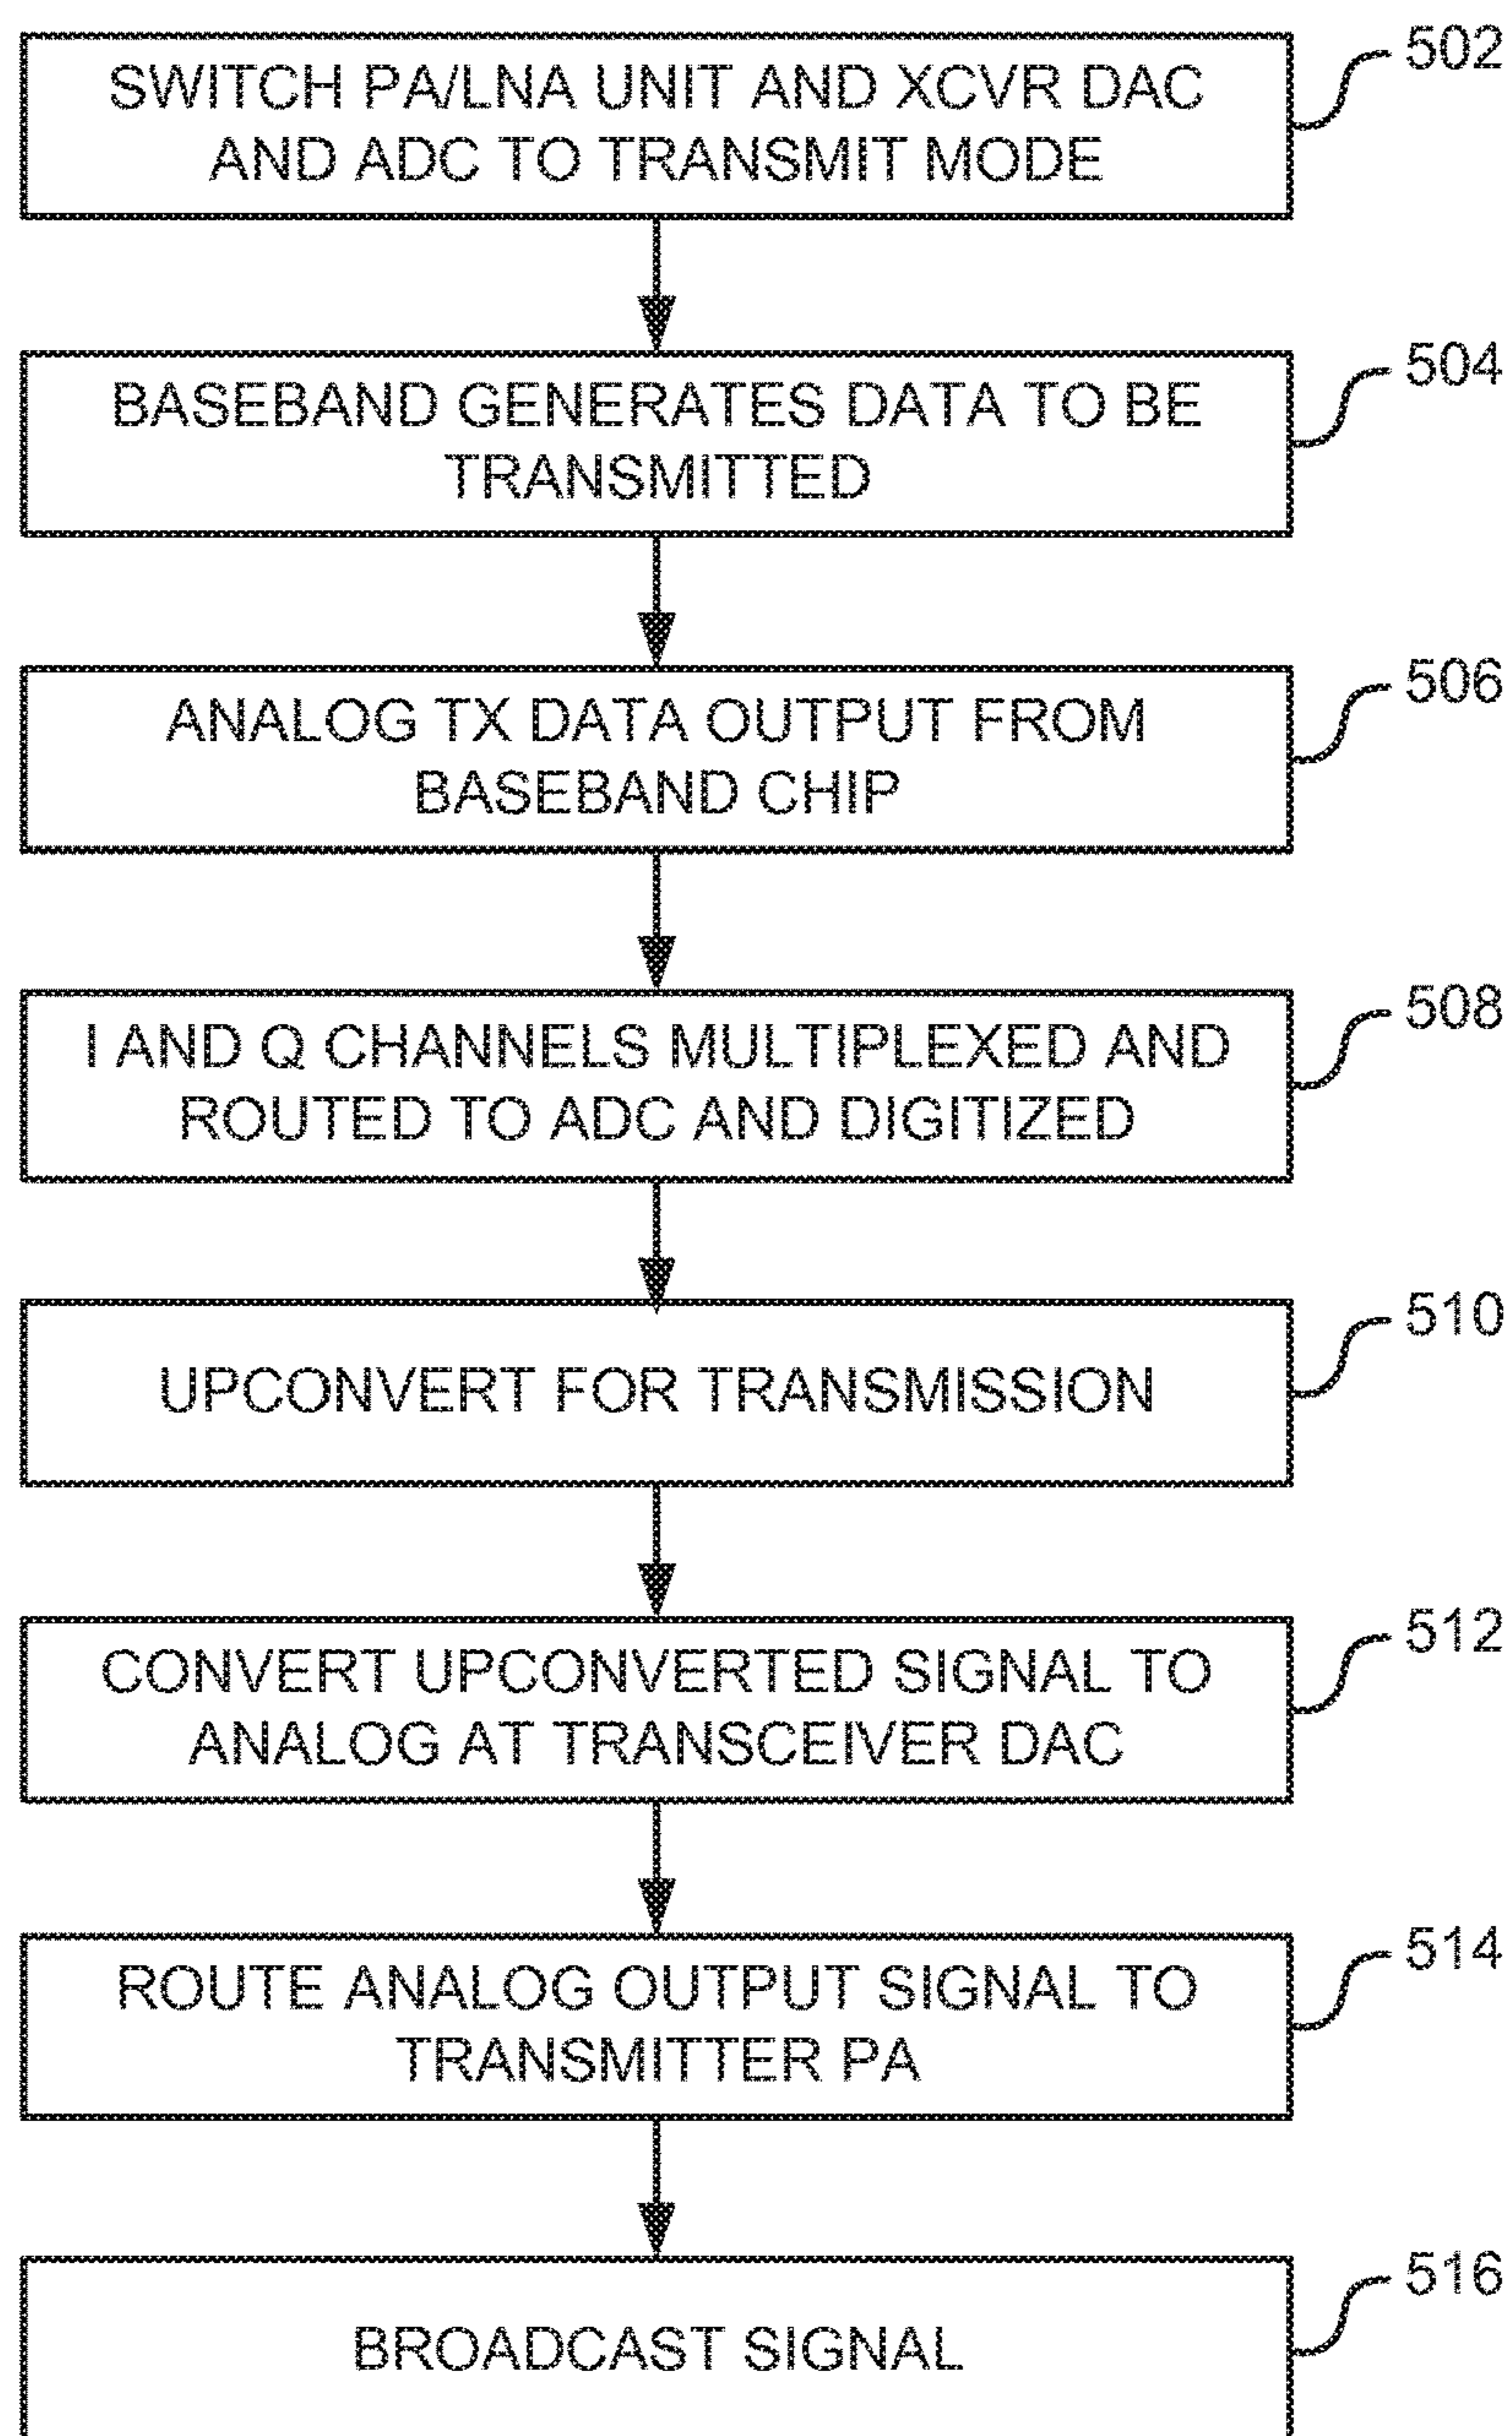 SWITCH PA/LNA UNIT AND XCVR DAC
AND ADC TO TRANSMIT MODE
502
BASEBAND GENERATES DATA TO BE
TRANSMITTED
504
ANALOG TX DATA OUTPUT FROM
BASEBAND CHIP
506
I AND Q CHANNELS MULTIPLEXED AND
ROUTED TO ADC AND DIGITIZED
508
UPCONVERT FOR TRANSMISSION
510
CONVERT UPCONVERTED SIGNAL TO
ANALOG AT TRANSCEIVER DAC
512
ROUTE ANALOG OUTPUT SIGNAL TO
TRANSMITTER PA
514
BROADCAST SIGNAL
516